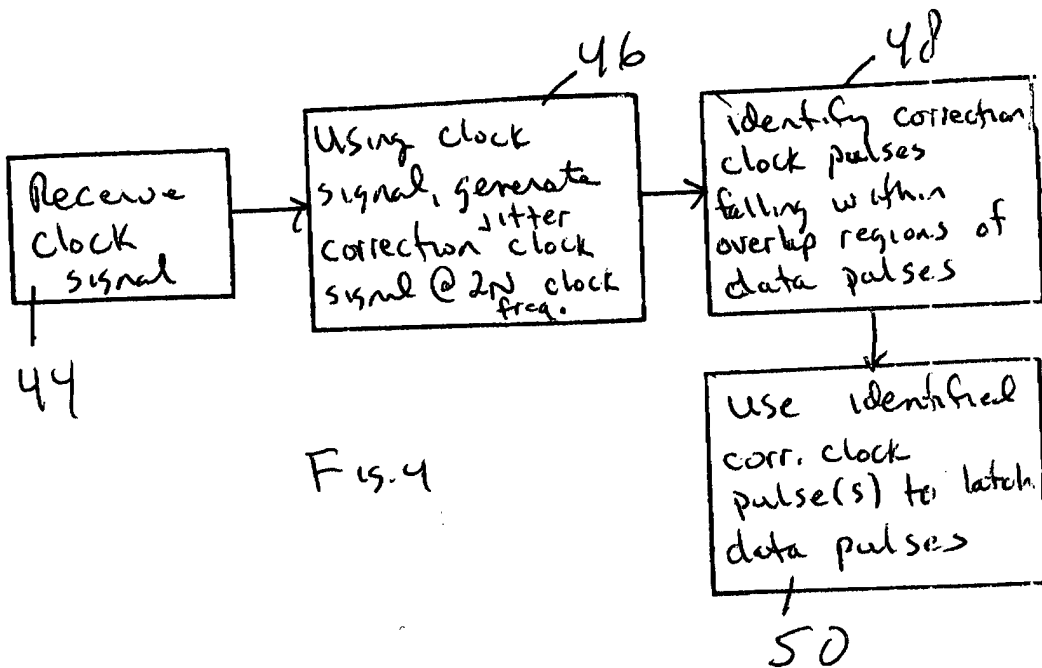 46
48
Receive
clock
signal
44
Using clock
signal, generate
jitter
correction clock
signal @ 2N clock
freq.
identify correction
clock pulses
falling within
overlap regions of
data pulses
use identified
corr. clock
pulse(s) to latch
data pulses
50
Fig. 4